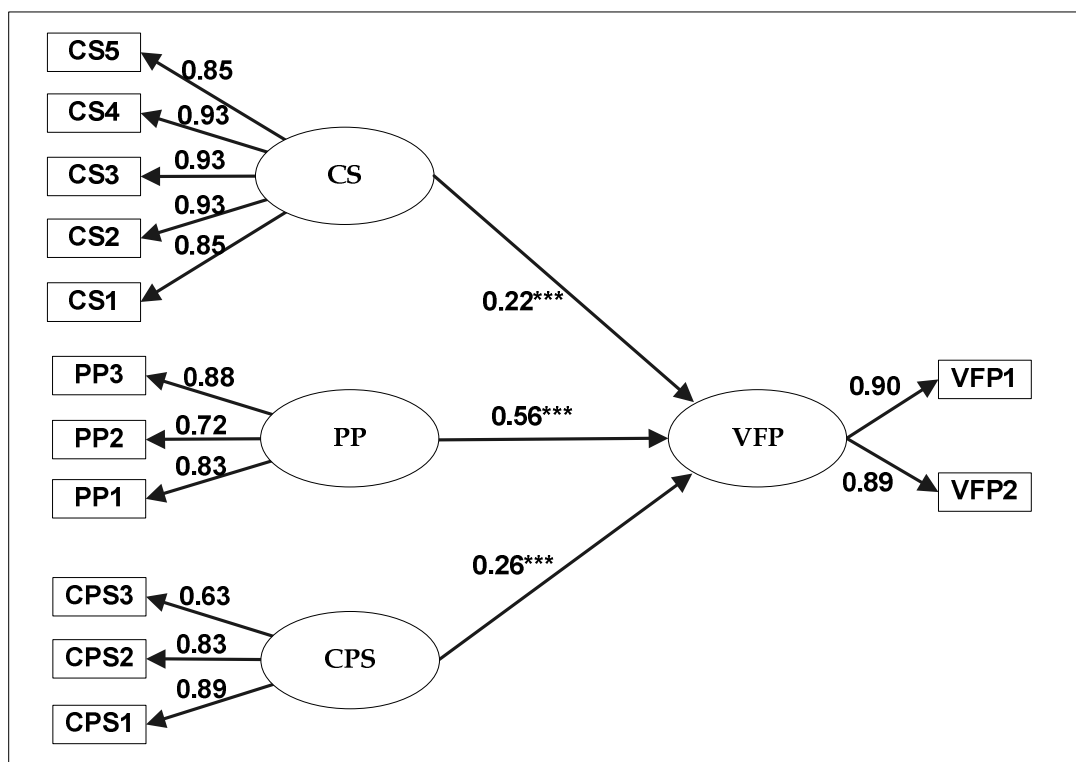 CS5
0.85
CS4
0.93
CS3
0.93
CS
CS2
0.93
CS1
0.85
0.22***
PP3
0.88
PP2
0.72
PP
0.56***
PP1
0.83
VFP
0.90
VFP1
0.89
VFP2
0.26***
CPS3
0.63
CPS2
0.83
CPS
CPS1
0.89